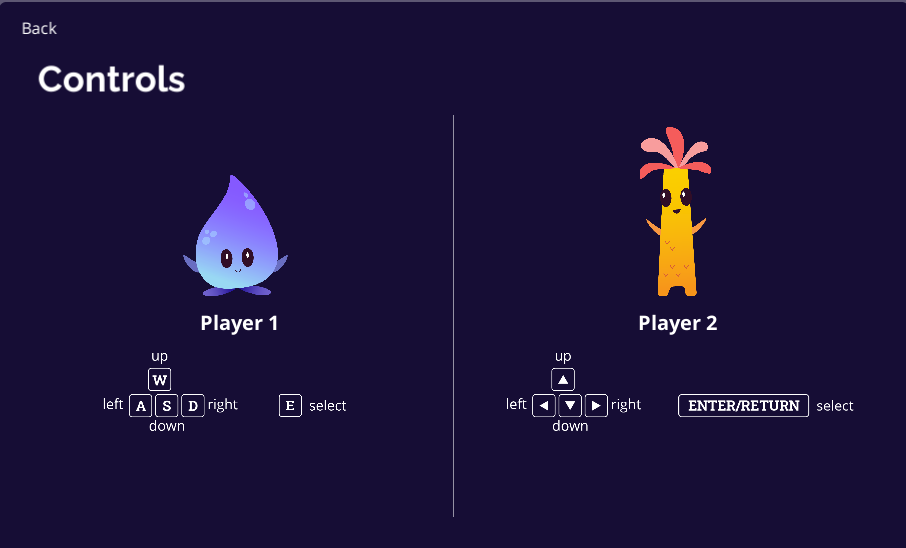 Back
Controls
Player 1
up
W
left A S D right
down
E select
Player 2
up
left right
down
ENTER/RETURN select